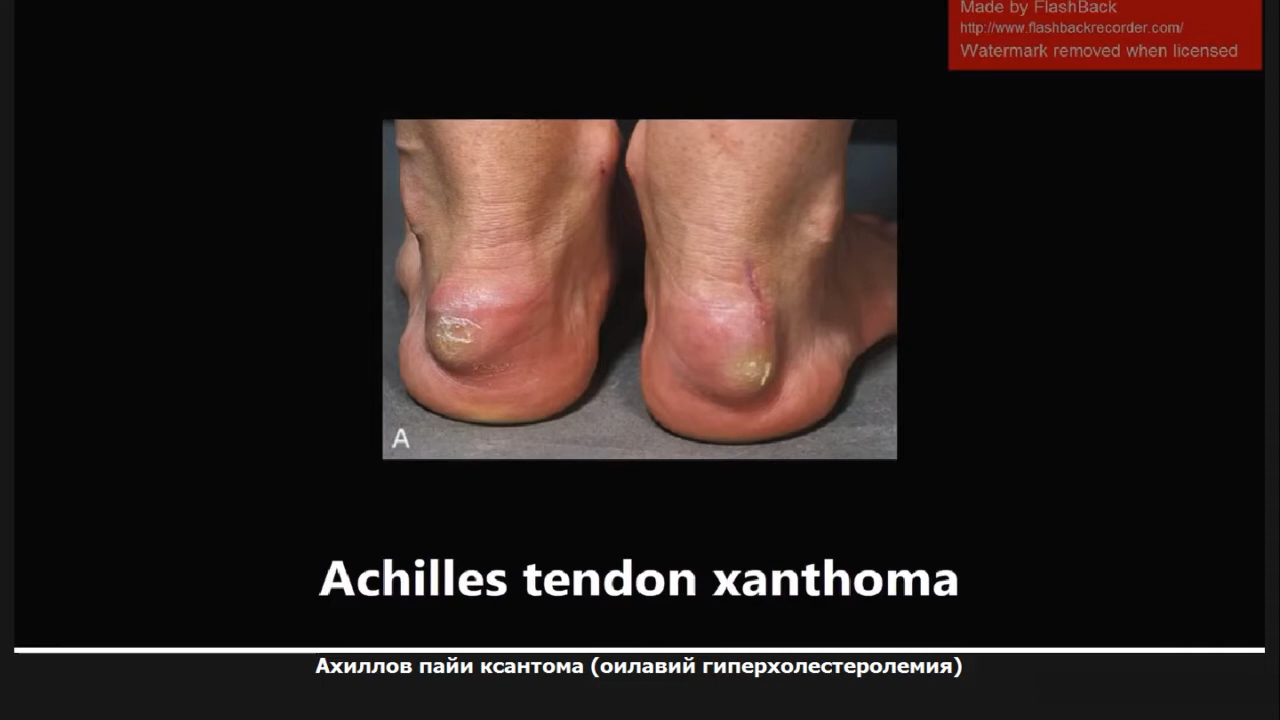 Made by FlashBack
http://www.flashbackrecorder.com/
Watermark removed when licensed
A
Achilles tendon xanthoma
Ахиллов пайи ксантома (оилавий гиперхолестеролемия)